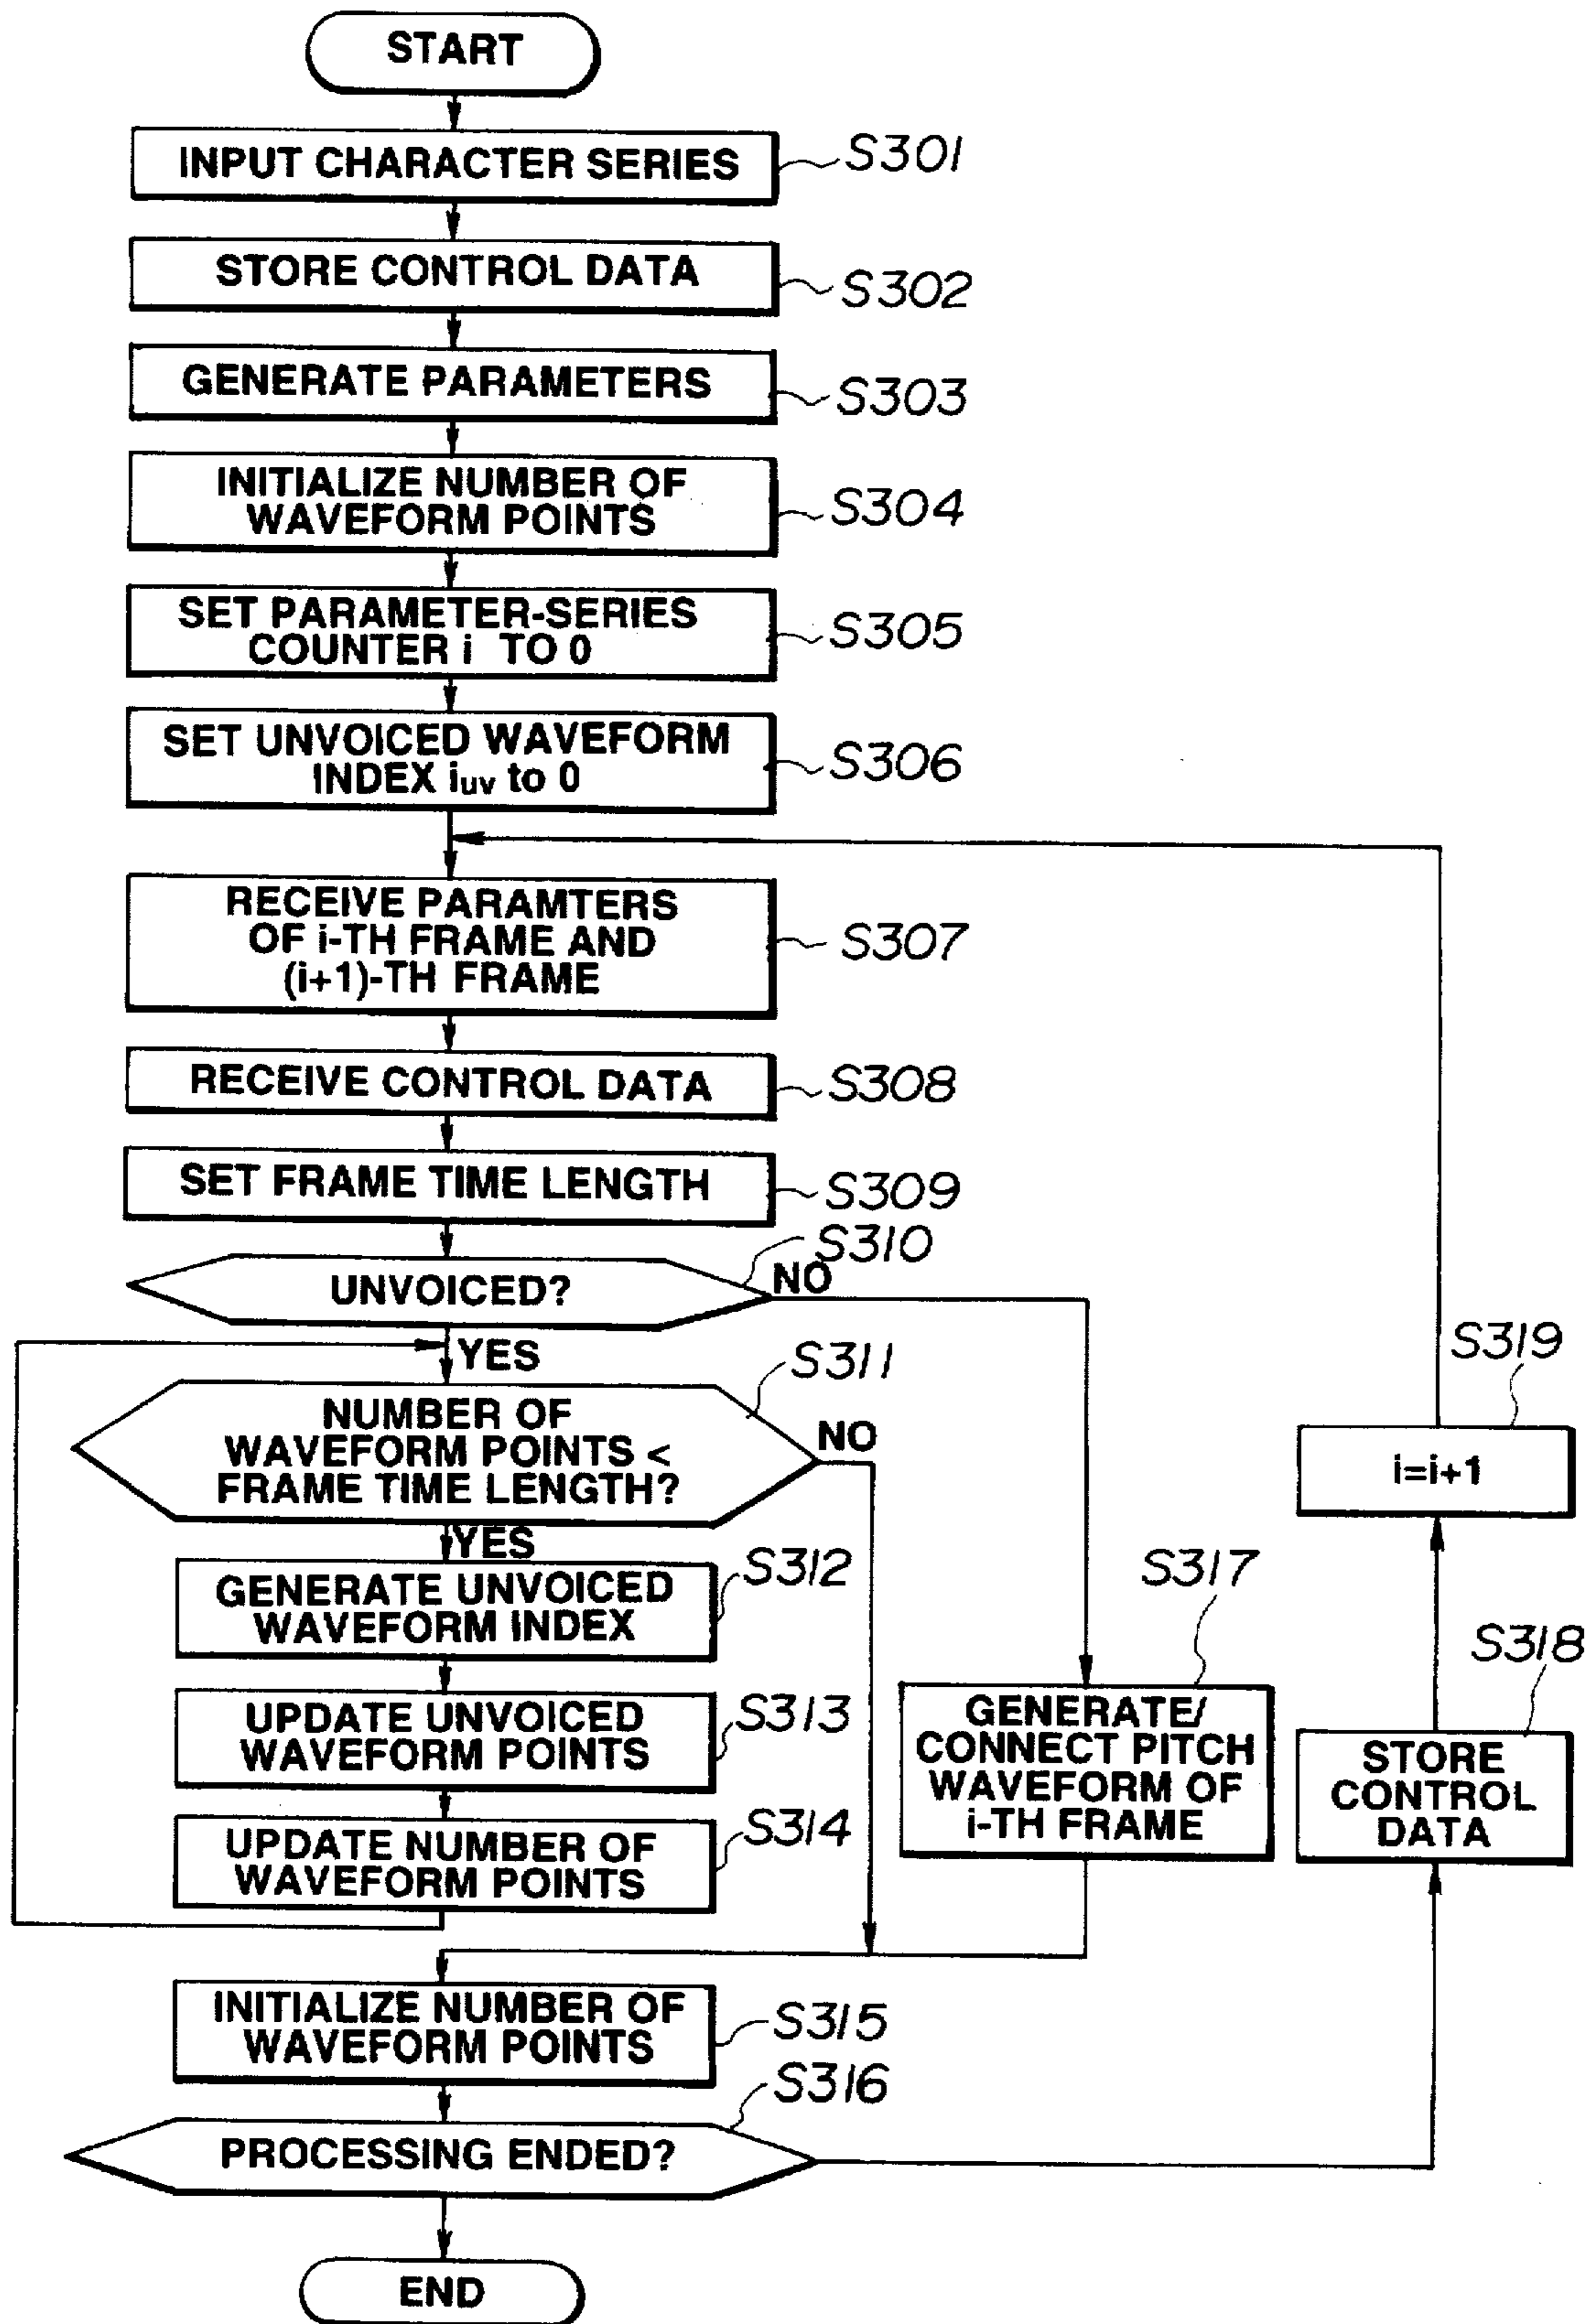 START
INPUT CHARACTER SERIES
S301
STORE CONTROL DATA
S302
GENERATE PARAMETERS
S303
INITIALIZE NUMBER OF
WAVEFORM POINTS
S304
SET PARAMETER-SERIES
COUNTER i TO 0
S305
SET UNVOICED WAVEFORM
INDEX iuv to 0
S306
RECEIVE PARAMTERS
OF i-TH FRAME AND
(i+1)-TH FRAME
S307
RECEIVE CONTROL DATA
S308
SET FRAME TIME LENGTH
S309
UNVOICED?
S310
NO
YES
NUMBER OF
WAVEFORM POINTS <
FRAME TIME LENGTH?
S311
NO
YES
GENERATE UNVOICED
WAVEFORM INDEX
S312
UPDATE UNVOICED
WAVEFORM POINTS
S313
UPDATE NUMBER OF
WAVEFORM POINTS
S314
GENERATE/
CONNECT PITCH
WAVEFORM OF
i-TH FRAME
S317
S319
i=i+1
S318
STORE
CONTROL
DATA
INITIALIZE NUMBER OF
WAVEFORM POINTS
S315
PROCESSING ENDED?
S316
END